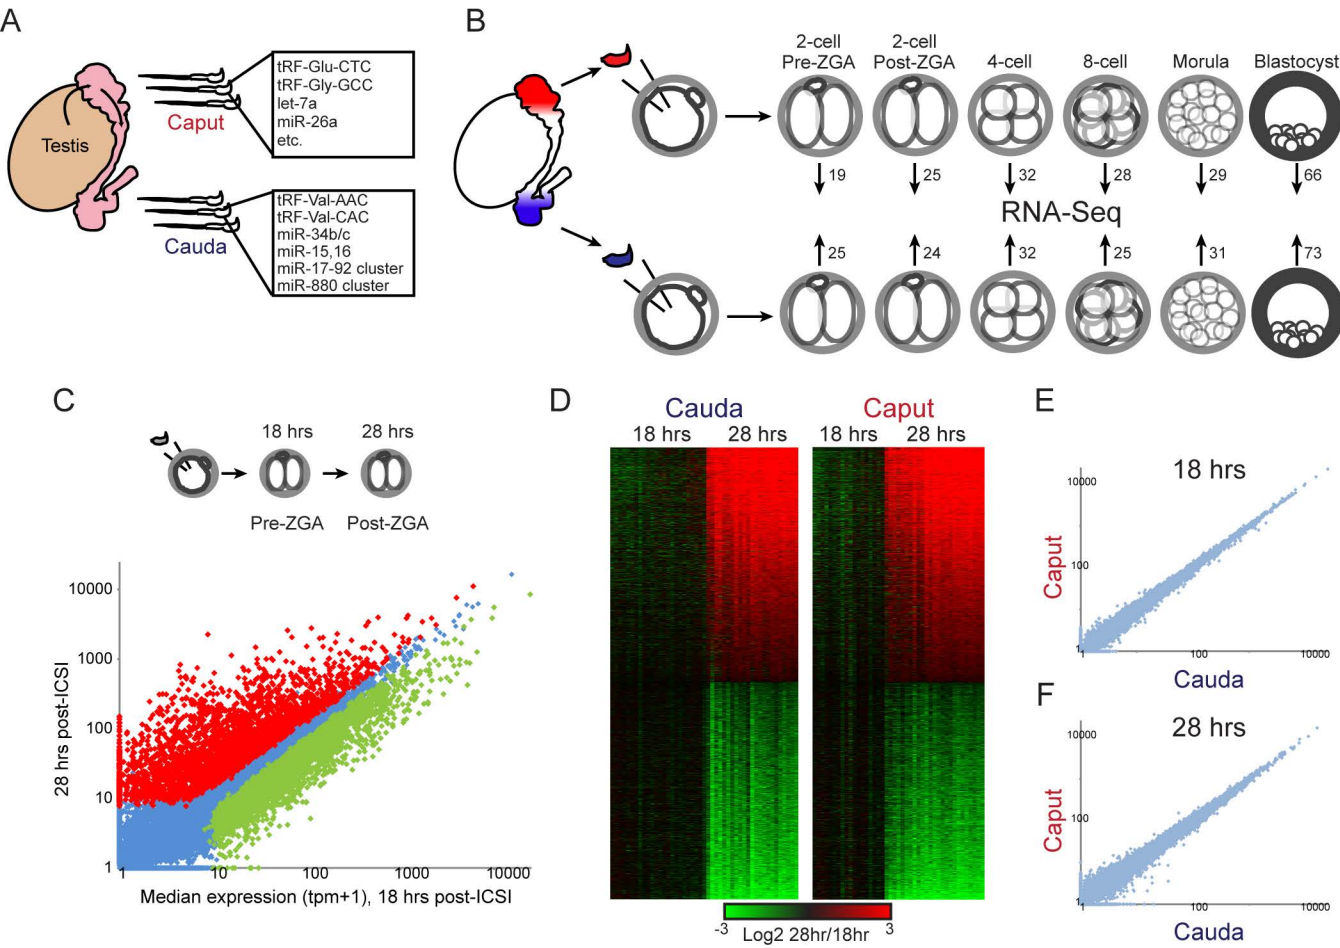 A
Testis
Caput
tRF-Glu-CTC
tRF-Gly-GCC
let-7a
miR-26a
etc.
Cauda
tRF-Val-AAC
tRF-Val-CAC
miR-34b/c
miR-15,16
miR-17-92 cluster
miR-880 cluster
B
2-cell
Pre-ZGA
2-cell
Post-ZGA
4-cell
8-cell
Morula
Blastocyst
19
25
32
28
29
66
RNA-Seq
25
24
32
25
31
73
C
18 hrs
28 hrs
Pre-ZGA
Post-ZGA
28 hrs post-ICSI
10000
1000
100
10
1
1
10
100
1000
10000
Median expression (tpm+1), 18 hrs post-ICSI
D
Cauda
Caput
18 hrs
28 hrs
18 hrs
28 hrs
-3
3
Log2 28hr/18hr
E
18 hrs
Caput
10000
100
1
1
100
10000
Cauda
F
28 hrs
Caput
10000
100
1
1
100
10000
Cauda